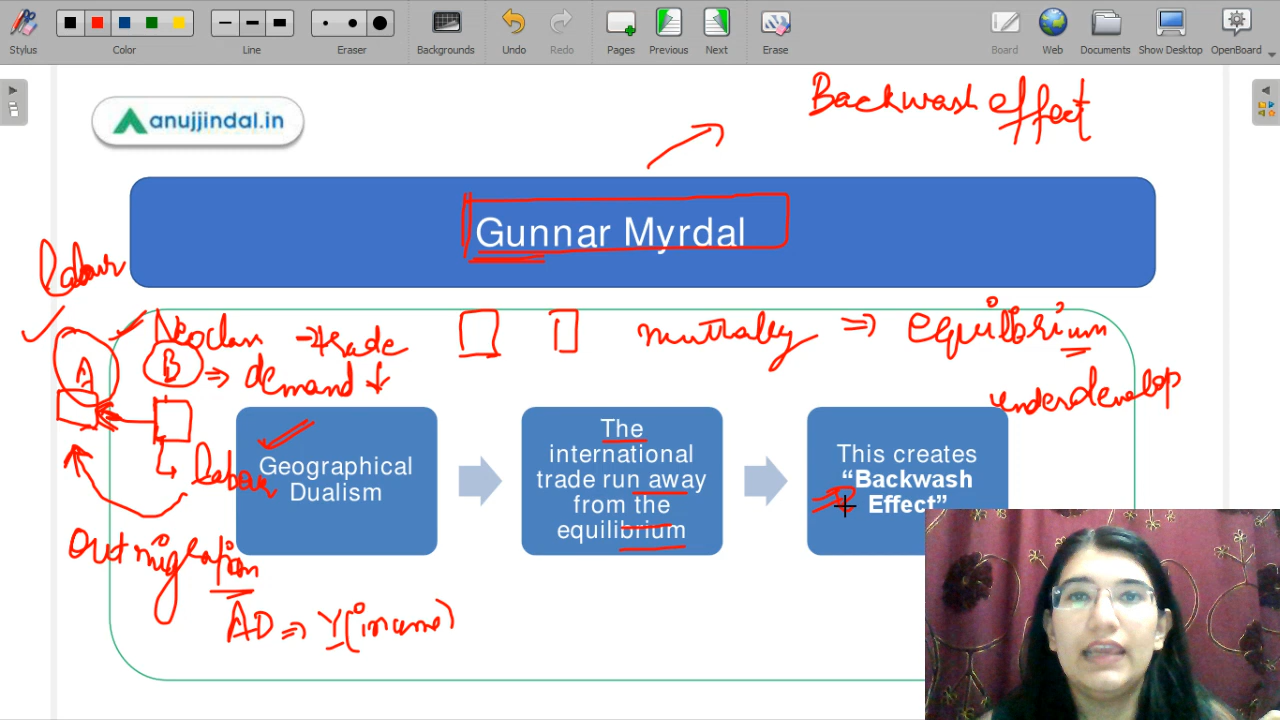 Stylus
Color
Line
Eraser
Backgrounds
Undo
Redo
Pages
Previous
Next
Erase
Board
Web
Documents
Show Desktop
OpenBoard
anujjindal.in
Backwash effect
Gunnar Myrdal
labour
Neoclan → trade
mutually ⇒ equilibrium
A
B ⇒ demand ↓
underdevelop
labour
Geographical
Dualism
The
international
trade run away
from the
equilibrium
This creates
“Backwash
Effect”
Outmigration
AD ⇒ Y(income)